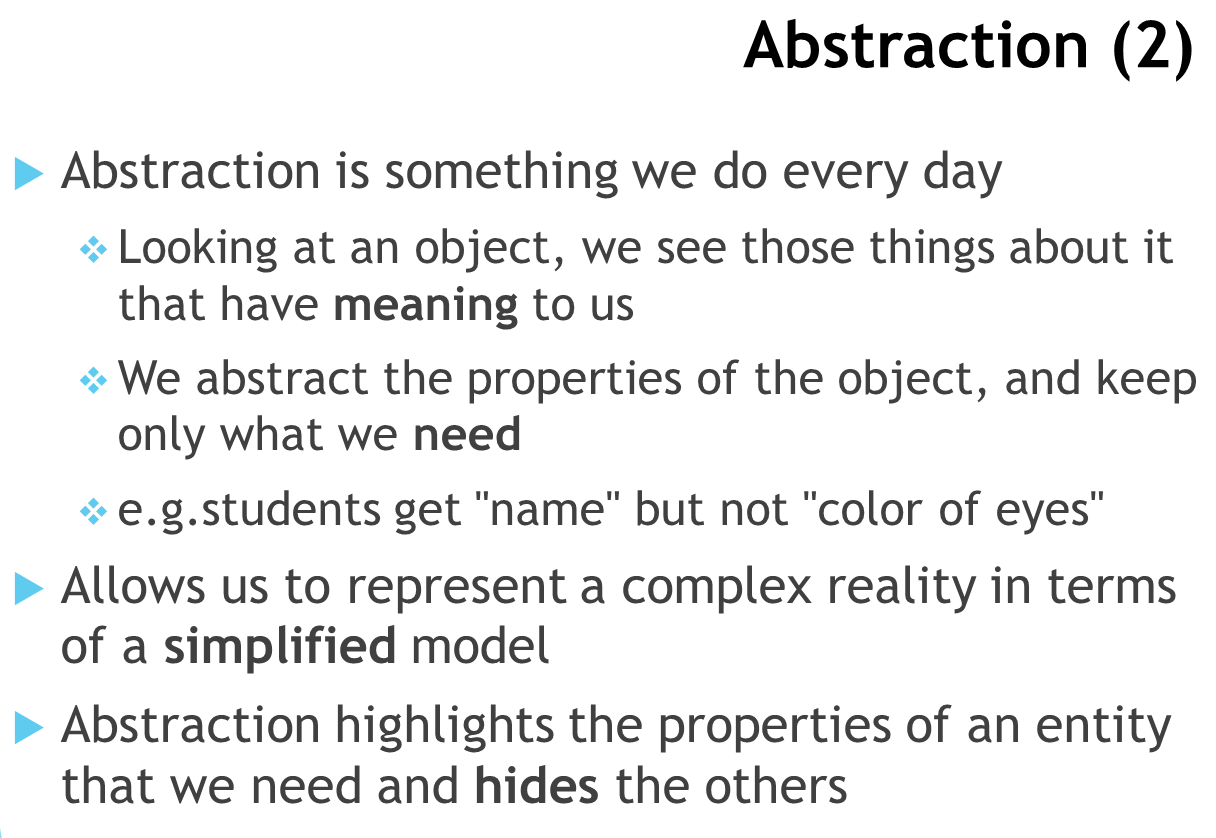 Abstraction (2)
Abstraction is something we do every day
Looking at an object, we see those things about it
that have meaning to us
We abstract the properties of the object, and keep
only what we need
e.g.students get "name" but not "color of eyes"
Allows us to represent a complex reality in terms
of a simplified model
Abstraction highlights the properties of an entity
that we need and hides the others